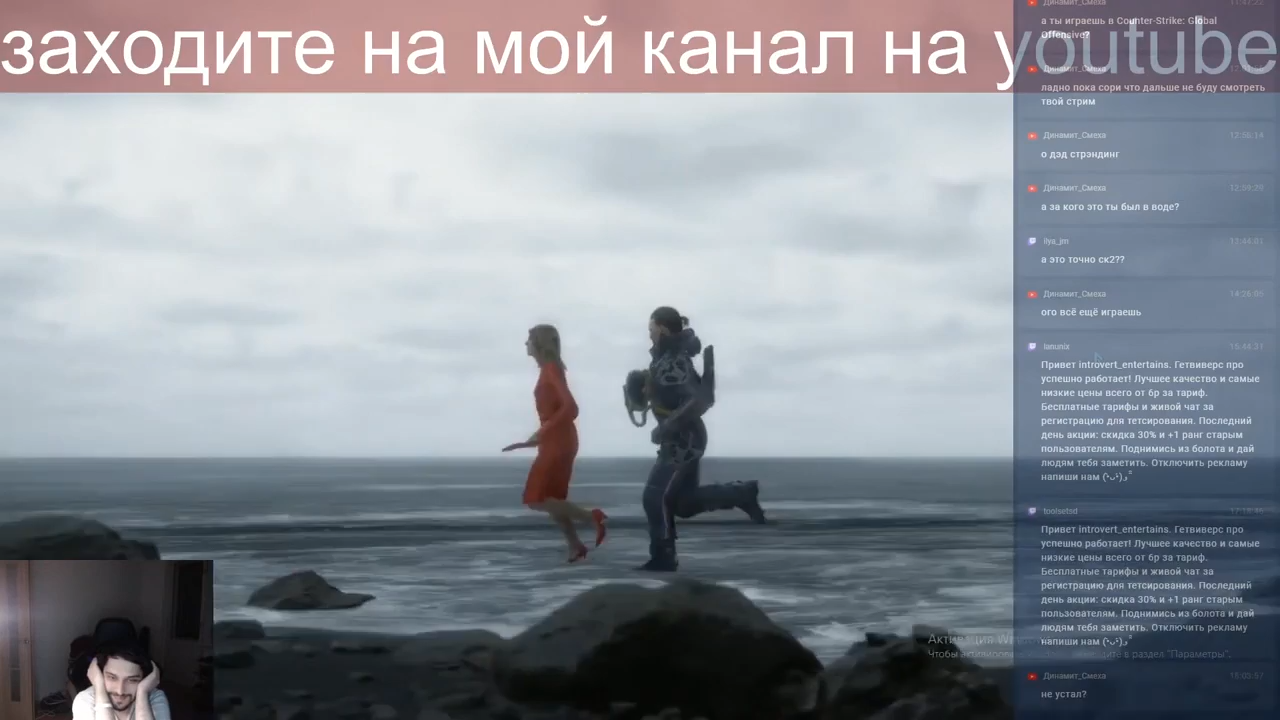 заходите на мой канал на youtube
а ты играешь в Counter-Strike: Global
Offensive?
Динамит_Смеха
ладно пока сори что дальше не буду смотреть
твой стрим
Динамит_Смеха
о дэд стрэндинг
Динамит_Смеха 12:59:29
а за кого это ты был в воде?
ilya_jm
а это точно ск2??
Динамит_Смеха
ого всё ещё играешь
Привет introvert_entertains. Гетвиверс про
успешно работает! Лучшее качество и самые
низкие цены всего от 6р за тариф.
Бесплатные тарифы и живой чат за
регистрацию для тетсирования. Последний
день акции: скидка 30% и +1 ранг старым
пользователям. Поднимись из болота и дай
людям тебя заметить. Отключить рекламу
напиши нам
toolsetsd
Привет introvert_entertains. Гетвиверс про
успешно работает! Лучшее качество и самые
низкие цены всего от 6р за тариф.
Бесплатные тарифы и живой чат за
регистрацию для тетсирования. Последний
день акции: скидка 30% и +1 ранг старым
пользователям. Поднимись из болота и дай
людям тебя заметить. Отключить рекламу
напиши нам
Активация
в раздел "Параметры".
Динамит_Смеха
не устал?